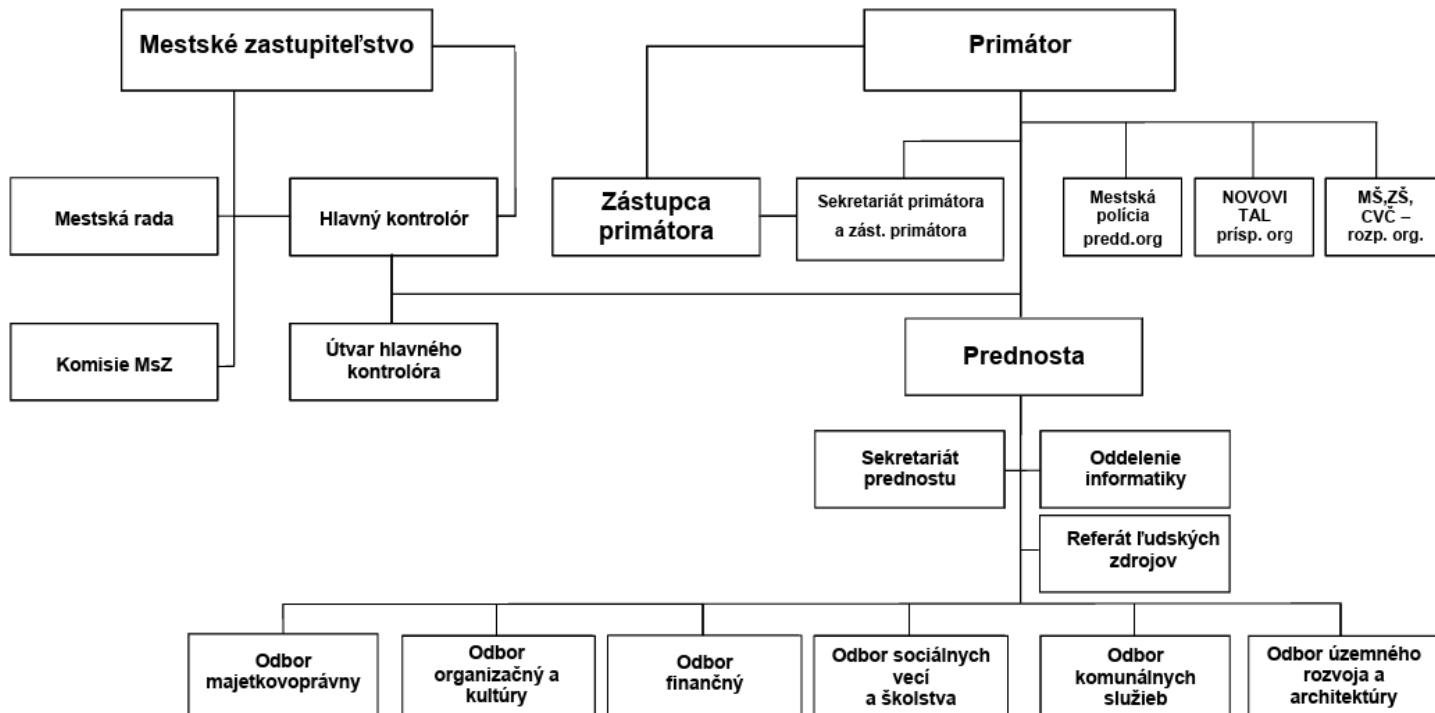 Mestské zastupiteľstvo
Primátor
Mestská rada
Hlavný kontrolór
Zástupca
primátora
Sekretariát primátora
a zást. primátora
Mestská
polícia
predd.org
NOVOVI
TAL
prísp. org
MŠ,ZŠ,
CVČ –
rozp. org.
Komisie MsZ
Útvar hlavného
kontrolóra
Prednosta
Sekretariát
prednostu
Oddelenie
informatiky
Referát ľudských
zdrojov
Odbor
majetkovoprávny
Odbor
organizačný a
kultúry
Odbor
finančný
Odbor sociálnych
vecí
a školstva
Odbor
komunálnych
služieb
Odbor územného
rozvoja a
architektúry